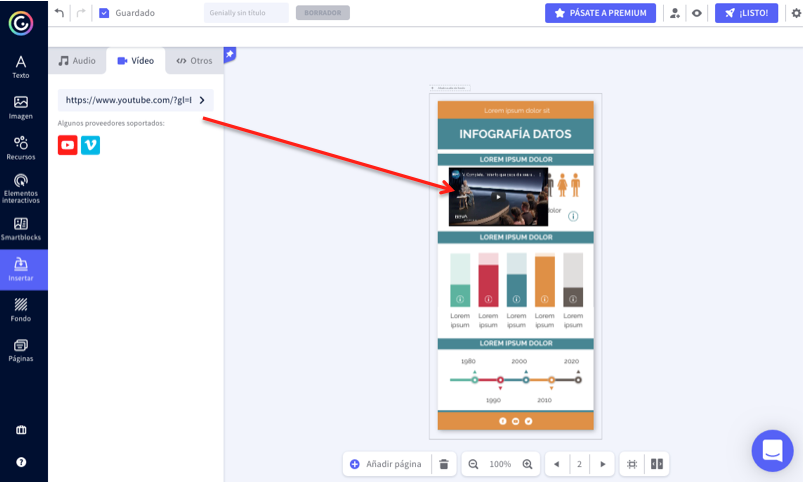 Guardado
Genially sin título
BORRADOR
PÁSATE A PREMIUM
¡LISTO!
Texto
Imagen
Recursos
Elementos
interactivos
Smartblocks
Insertar
Fondo
Páginas
Audio
Vídeo
Otros
https://www.youtube.com/?gl=
Algunos proveedores soportados:
Lorem ipsum dolor sit
INFOGRAFÍA DATOS
LOREM IPSUM DOLOR
BBVA
dolor
LOREM IPSUM DOLOR
Lorem Lorem Lorem Lorem Lorem
ipsum ipsum ipsum ipsum ipsum
LOREM IPSUM DOLOR
1980 2000 2020
1990 2010
Añadir página
100%
2